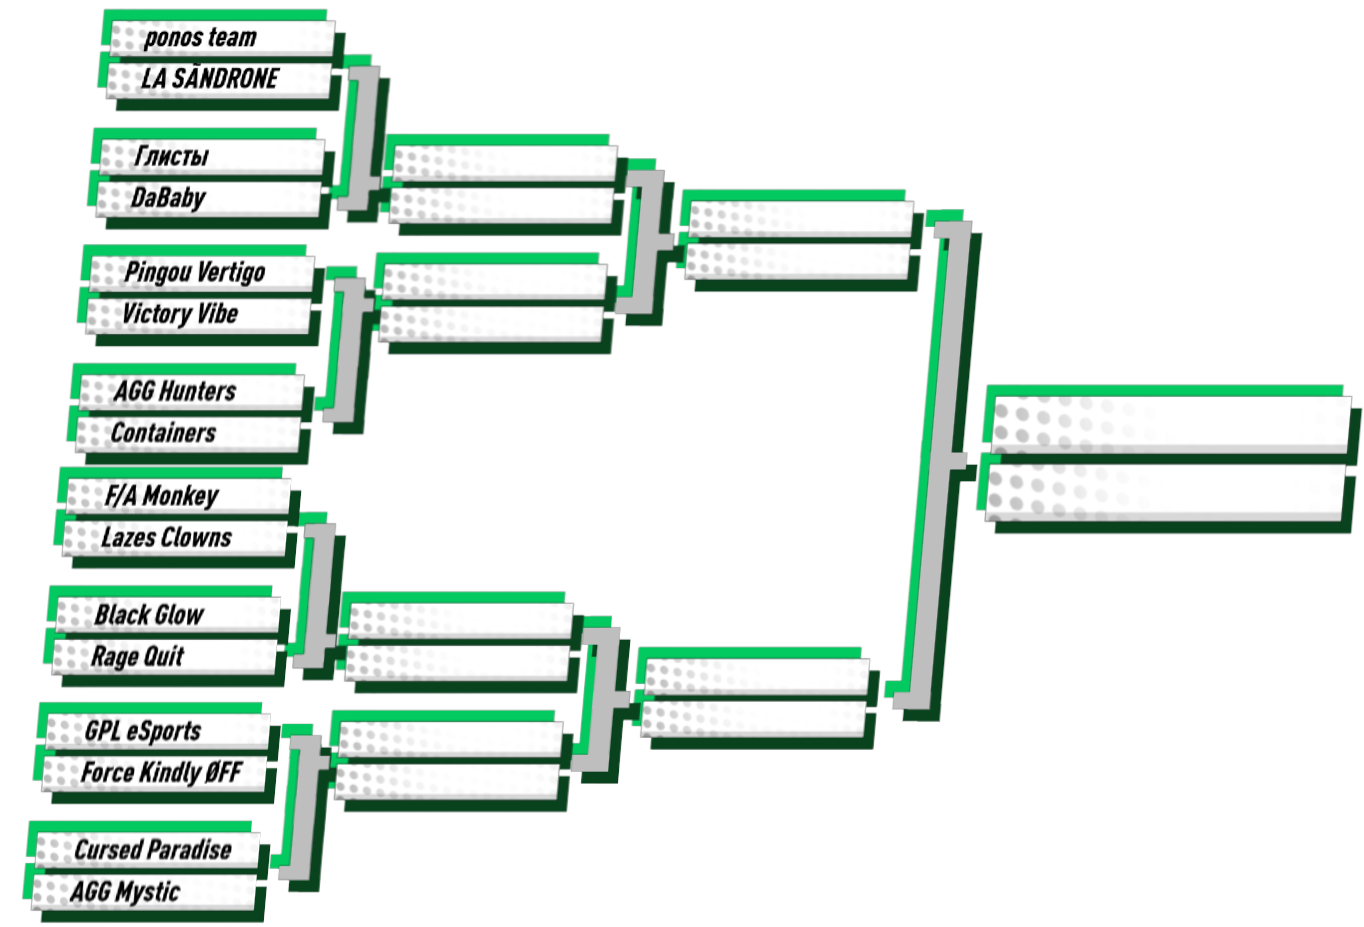 ponos team
LA SÃNDRONE
Глисты
DaBaby
Pingou Vertigo
Victory Vibe
AGG Hunters
Containers
F/A Monkey
Lazes Clowns
Black Glow
Rage Quit
GPL eSports
Force Kindly ØFF
Cursed Paradise
AGG Mystic